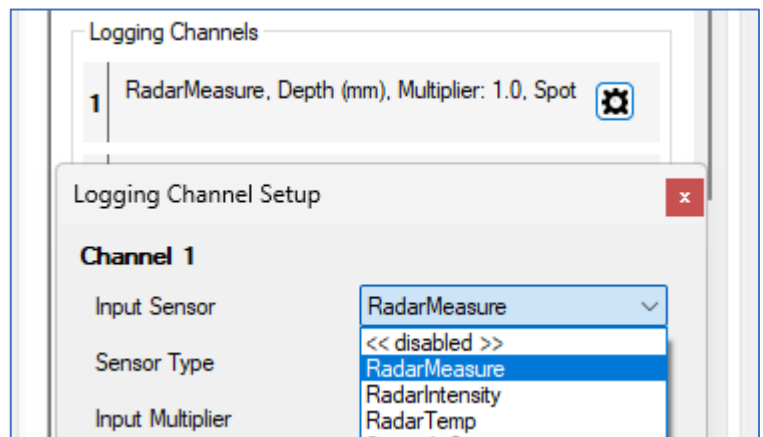 Logging Channels
1 RadarMeasure, Depth (mm), Multiplier: 1.0, Spot
Logging Channel Setup
x
Channel 1
Input Sensor RadarMeasure
<< disabled >>
Sensor Type RadarMeasure
RadarIntensity
Input Multiplier RadarTemp